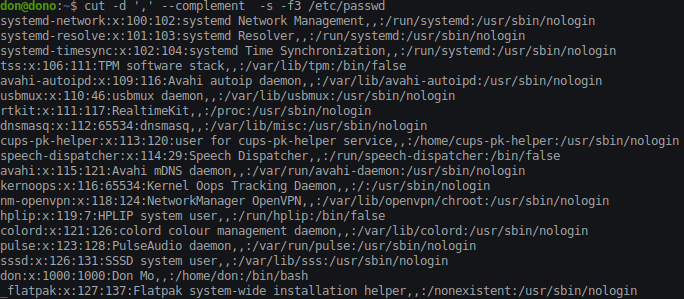 don@dono:~$ cut -d ',' --complement  -s -f3 /etc/passwd
systemd-network:x:100:102:systemd Network Management,,:/run/systemd:/usr/sbin/nologin
systemd-resolve:x:101:103:systemd Resolver,,:/run/systemd:/usr/sbin/nologin
systemd-timesync:x:102:104:systemd Time Synchronization,,:/run/systemd:/usr/sbin/nologin
tss:x:106:111:TPM software stack,,:/var/lib/tpm:/bin/false
avahi-autoipd:x:109:116:Avahi autoip daemon,,:/var/lib/avahi-autoipd:/usr/sbin/nologin
usbmux:x:110:46:usbmux daemon,,:/var/lib/usbmux:/usr/sbin/nologin
rtkit:x:111:117:RealtimeKit,,:/proc:/usr/sbin/nologin
dnsmasq:x:112:65534:dnsmasq,,:/var/lib/misc:/usr/sbin/nologin
cups-pk-helper:x:113:120:user for cups-pk-helper service,,:/home/cups-pk-helper:/usr/sbin/nologin
speech-dispatcher:x:114:29:Speech Dispatcher,,:/run/speech-dispatcher:/bin/false
avahi:x:115:121:Avahi mDNS daemon,,:/var/run/avahi-daemon:/usr/sbin/nologin
kernoops:x:116:65534:Kernel Oops Tracking Daemon,,:/:/usr/sbin/nologin
nm-openvpn:x:118:124:NetworkManager OpenVPN,,:/var/lib/openvpn/chroot:/usr/sbin/nologin
hplip:x:119:7:HPLIP system user,,:/run/hplip:/bin/false
colord:x:121:126:colord colour management daemon,,:/var/lib/colord:/usr/sbin/nologin
pulse:x:123:128:PulseAudio daemon,,:/var/run/pulse:/usr/sbin/nologin
sssd:x:126:131:SSSD system user,,:/var/lib/sss:/usr/sbin/nologin
don:x:1000:1000:Don Mo,,:/home/don:/bin/bash
_flatpak:x:127:137:Flatpak system-wide installation helper,,:/nonexistent:/usr/sbin/nologin